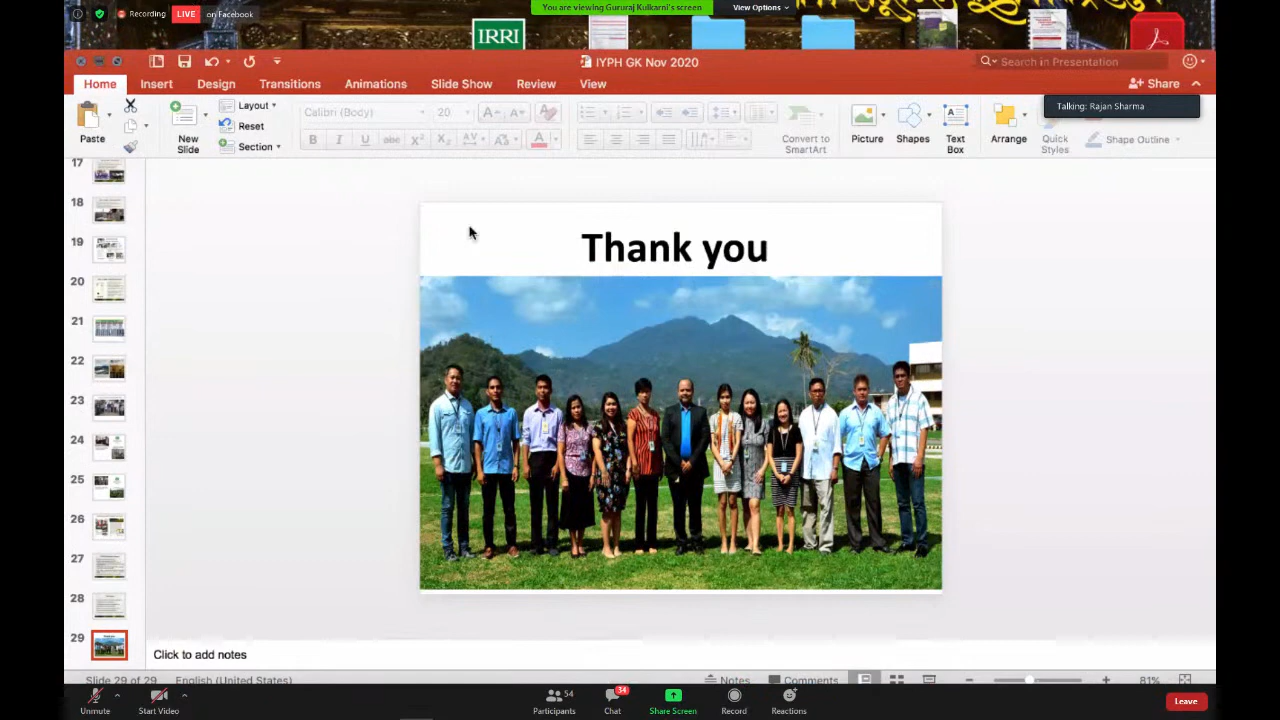 Recording LIVE on Facebook
You are viewing Gururaj Kulkarni's screen View Options
IRRI
IYPH GK Nov 2020
Search in Presentation
Home Insert Design Transitions Animations Slide Show Review View
Share
Talking: Rajan Sharma
Paste
New Slide
Layout
Reset
Section
Calibri (Body) 20
B I U abc X² X₂ AV Aa A
Convert to SmartArt
Picture
Shapes
Text Box
Arrange
Quick Styles
Shape Outline
17
18
19
20
21
22
23
24
25
26
27
28
29
Thank you
Click to add notes
Slide 29 of 29 English (United States) Notes Comments 81%
Unmute Start Video Participants 54 Chat 34 Share Screen Record Reactions Leave